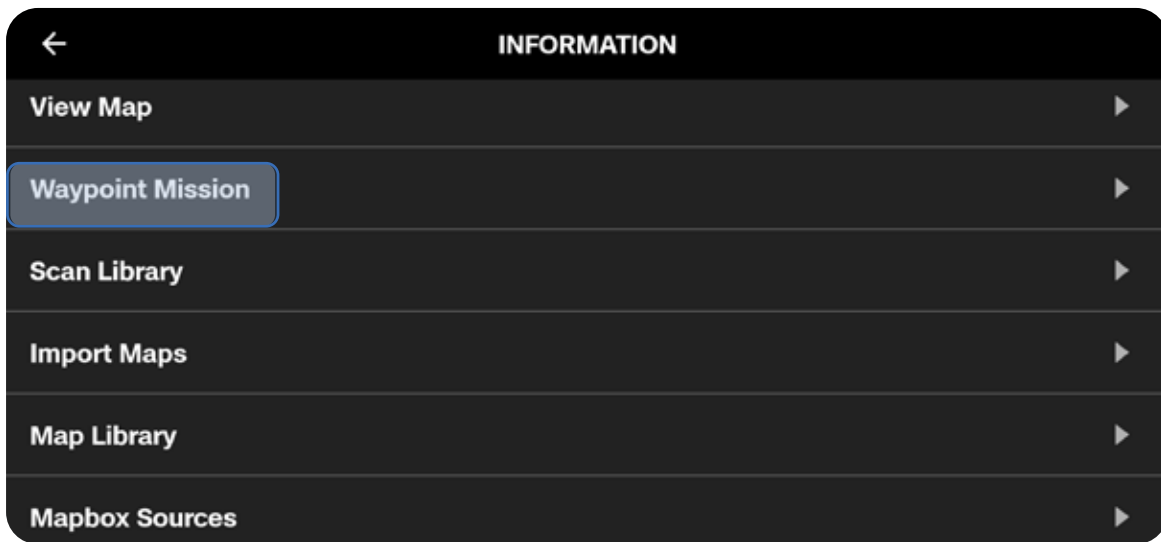 INFORMATION
View Map
Waypoint Mission
Scan Library
Import Maps
Map Library
Mapbox Sources